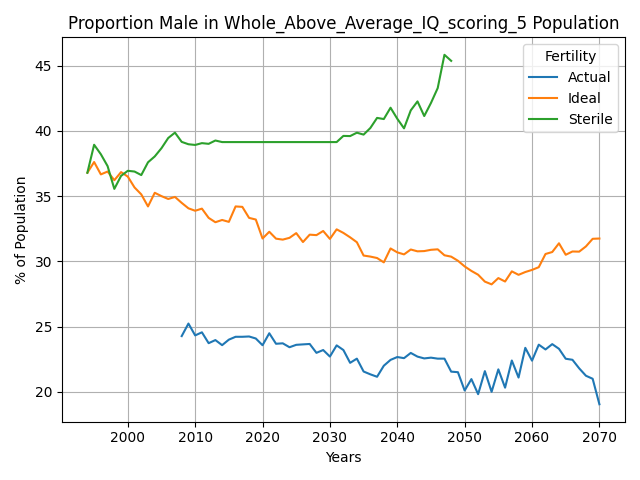 Proportion Male in Whole_Above_Average_IQ_scoring_5 Population
Fertility
Actual
Ideal
Sterile
% of Population
45
40
35
30
25
20
2000 2010 2020 2030 2040 2050 2060 2070
Years